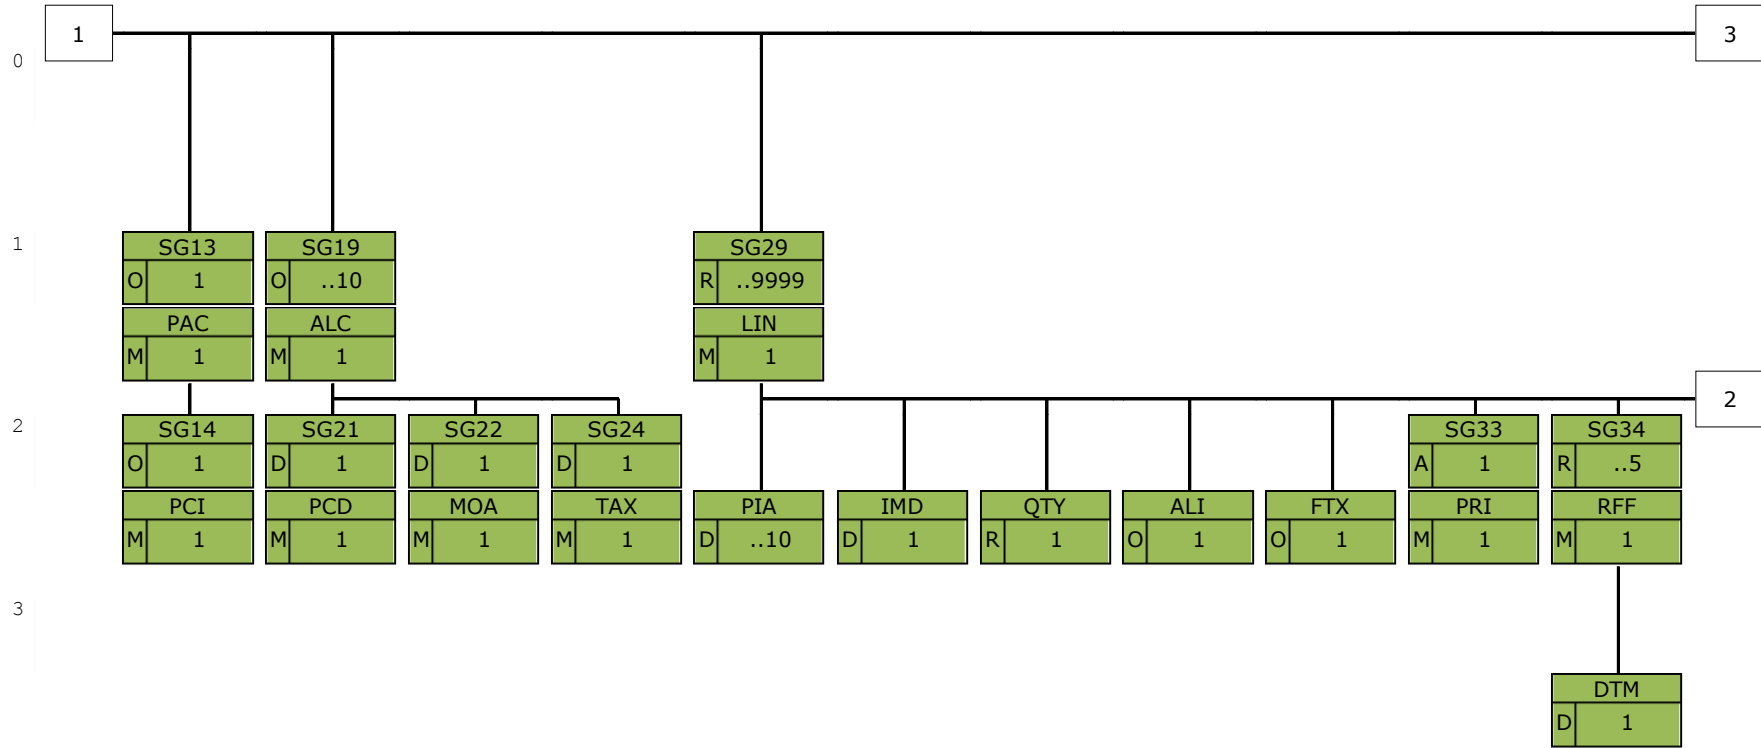 1
3
0
1
SG13
SG19
SG29
O 1
O ..10
R ..9999
PAC
ALC
LIN
M 1
M 1
M 1
2
2
SG14
SG21
SG22
SG24
SG33
SG34
O 1
D 1
D 1
D 1
A 1
R ..5
PCI
PCD
MOA
TAX
PIA
IMD
QTY
ALI
FTX
PRI
RFF
M 1
M 1
M 1
M 1
D ..10
D 1
R 1
O 1
O 1
M 1
M 1
3
DTM
D 1